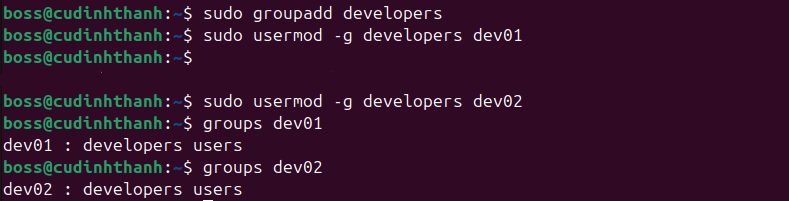 boss@cudinhthanh:~$ sudo groupadd developers
boss@cudinhthanh:~$ sudo usermod -g developers dev01
boss@cudinhthanh:~$
boss@cudinhthanh:~$ sudo usermod -g developers dev02
boss@cudinhthanh:~$ groups dev01
dev01 : developers users
boss@cudinhthanh:~$ groups dev02
dev02 : developers users